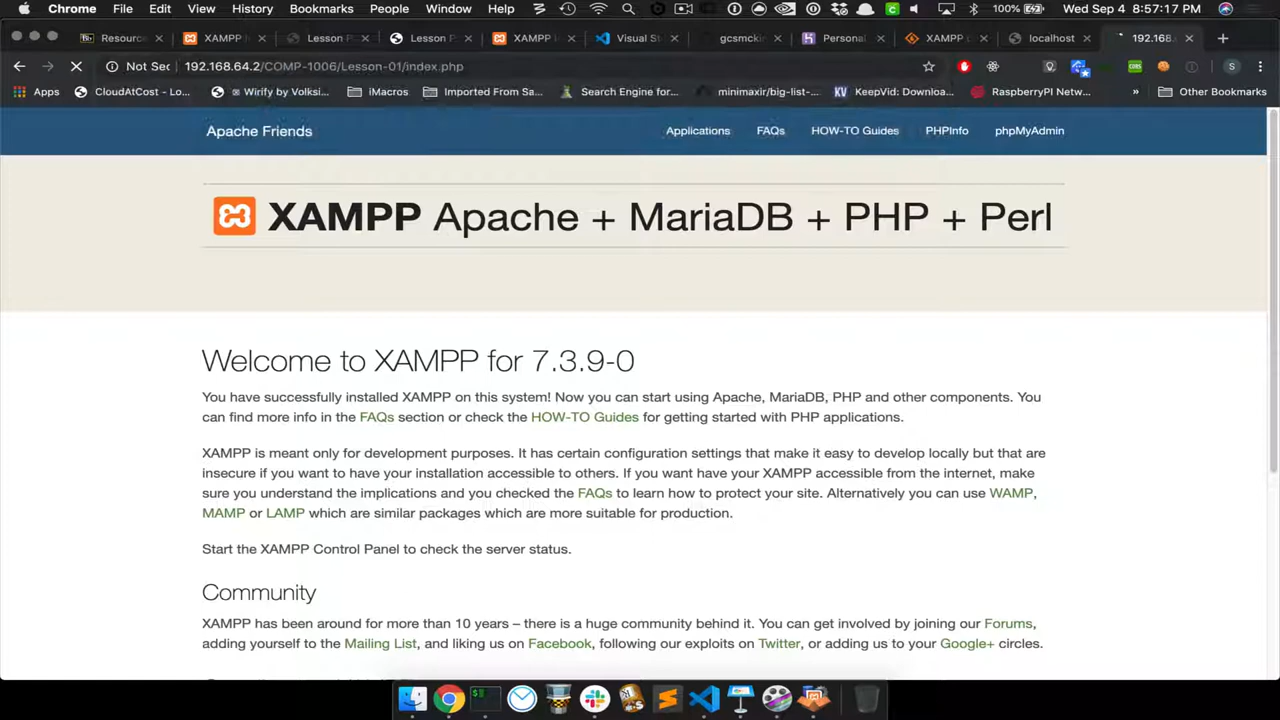 Chrome File Edit View History Bookmarks People Window Help 100% Wed Sep 4 8:57:17 PM
Resourc XAMPP Lesson P Lesson P XAMPP Visual St gcsmcki Personal XAMPP localhost 192.168.
Not Sec 192.168.64.2/COMP-1006/Lesson-01/index.php
Apps CloudAtCost - Lo... Wirify by Volksi... iMacros Imported From Sa... Search Engine for... minimaxir/big-list-... KeepVid: Downloa... RaspberryPI Netw... » Other Bookmarks
Apache Friends Applications FAQs HOW-TO Guides PHPInfo phpMyAdmin
XAMPP Apache + MariaDB + PHP + Perl
Welcome to XAMPP for 7.3.9-0
You have successfully installed XAMPP on this system! Now you can start using Apache, MariaDB, PHP and other components. You
can find more info in the FAQs section or check the HOW-TO Guides for getting started with PHP applications.
XAMPP is meant only for development purposes. It has certain configuration settings that make it easy to develop locally but that are
insecure if you want to have your installation accessible to others. If you want have your XAMPP accessible from the internet, make
sure you understand the implications and you checked the FAQs to learn how to protect your site. Alternatively you can use WAMP,
MAMP or LAMP which are similar packages which are more suitable for production.
Start the XAMPP Control Panel to check the server status.
Community
XAMPP has been around for more than 10 years – there is a huge community behind it. You can get involved by joining our Forums,
adding yourself to the Mailing List, and liking us on Facebook, following our exploits on Twitter, or adding us to your Google+ circles.